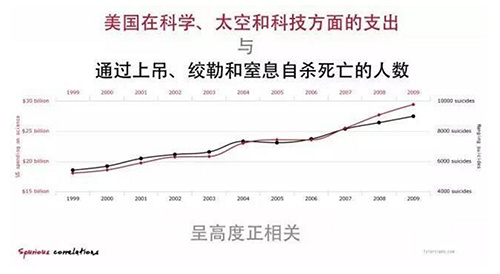 美国在科学、太空和科技方面的支出
与
通过上吊、绞勒和窒息自杀死亡的人数
1999 2000 2001 2002 2003 2004 2005 2006 2007 2008 2009
$30 billion 10000 suicides
$25 billion 8000 suicides
$20 billion 6000 suicides
$15 billion 4000 suicides
US spending on science
Hanging suicides
1999 2000 2001 2002 2003 2004 2005 2006 2007 2008 2009
呈高度正相关
Spurious correlations
tylervigen.com